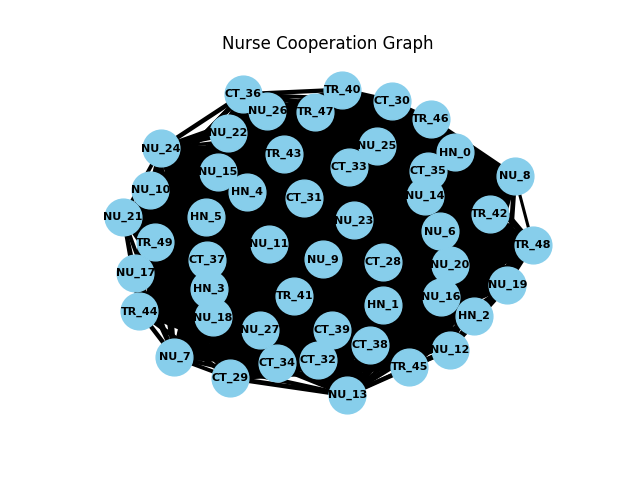 Nurse Cooperation Graph
TR_40
CT_36
CT_30
NU_26
TR_47
TR_46
NU_22
NU_25
NU_24
TR_43
HN_0
CT_33
CT_35
NU_15
NU_8
NU_10
HN_4
NU_14
CT_31
TR_42
NU_21
HN_5
NU_23
NU_6
TR_49
NU_11
TR_48
CT_37
NU_9
CT_28
NU_20
NU_17
NU_19
HN_3
TR_41
NU_16
HN_1
TR_44
NU_18
HN_2
NU_27
CT_39
CT_38
NU_12
NU_7
CT_34
CT_32
TR_45
CT_29
NU_13